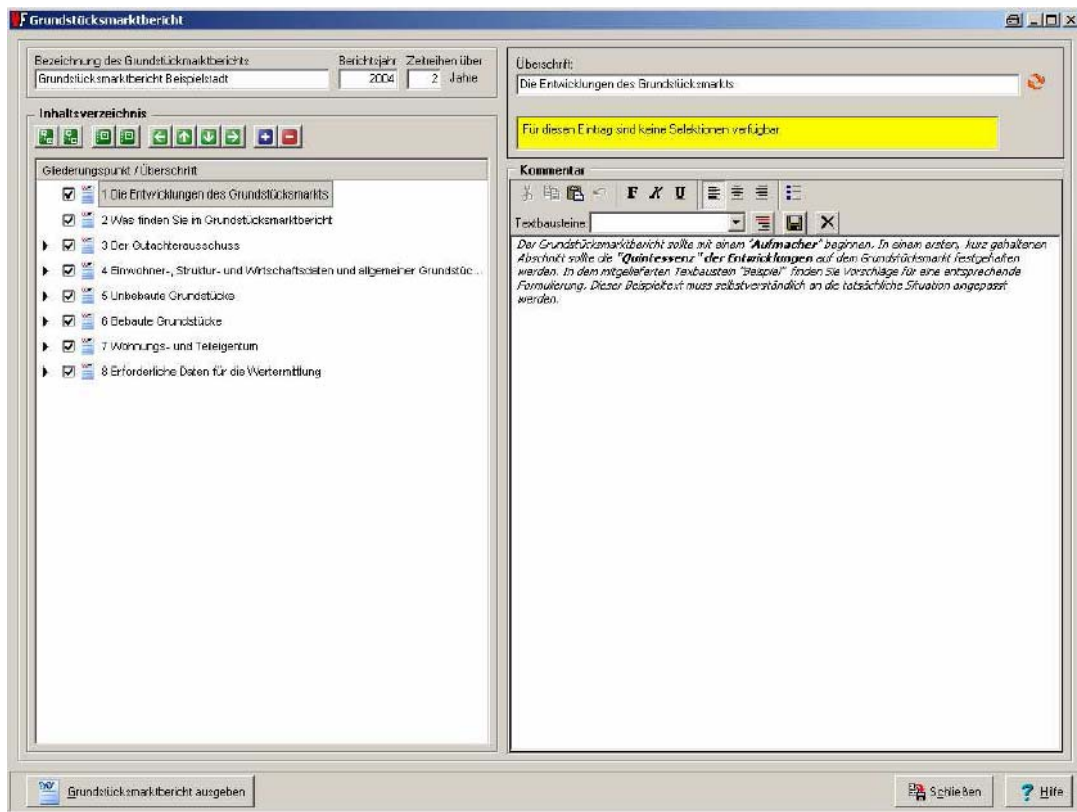 Grundstücksmarktbericht
Bezeichnung des Grundstückmarktberichts
Berichtsjahr
Zeitreihen über
Grundstücksmarktbericht Beispielstadt
2004
2 Jahre
Inhaltsverzeichnis
Gliederungspunkt / Überschrift
1 Die Entwicklungen des Grundstücksmarkts
2 Was finden Sie im Grundstücksmarktbericht
3 Der Gutachterausschuss
4 Einwohner-, Struktur- und Wirtschaftsdaten und allgemeiner Grundstüc...
5 Unbebaute Grundstücke
6 Bebaute Grundstücke
7 Wohnungs- und Teileigentum
8 Erforderliche Daten für die Wertermittlung
Überschrift:
Die Entwicklungen des Grundstücksmarkts
Für diesen Eintrag sind keine Selektionen verfügbar
Kommentar
F K U
Textbausteine
Der Grundstücksmarktbericht sollte mit einem "Aufmacher" beginnen. In einem ersten, kurz gehaltenen
Abschnitt sollte die "Quintessenz" der Entwicklungen auf dem Grundstücksmarkt festgehalten
werden. In dem mitgelieferten Texbaustein "Beispiel" finden Sie Vorschläge für eine entsprechende
Formulierung. Dieser Beispieltext muss selbstverständlich an die tatsächliche Situation angepasst
werden.
Grundstücksmarktbericht ausgeben
Schließen
? Hilfe